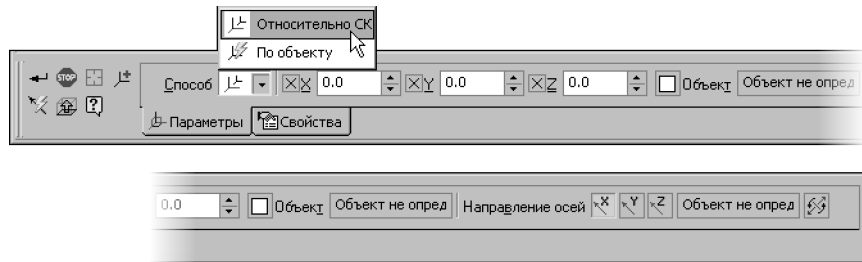 Относительно СК
По объекту
STOP
Способ X 0.0 Y 0.0 Z 0.0 Объект Объект не опред
Параметры Свойства
0.0 Объект Объект не опред Направление осей X Y Z Объект не опред